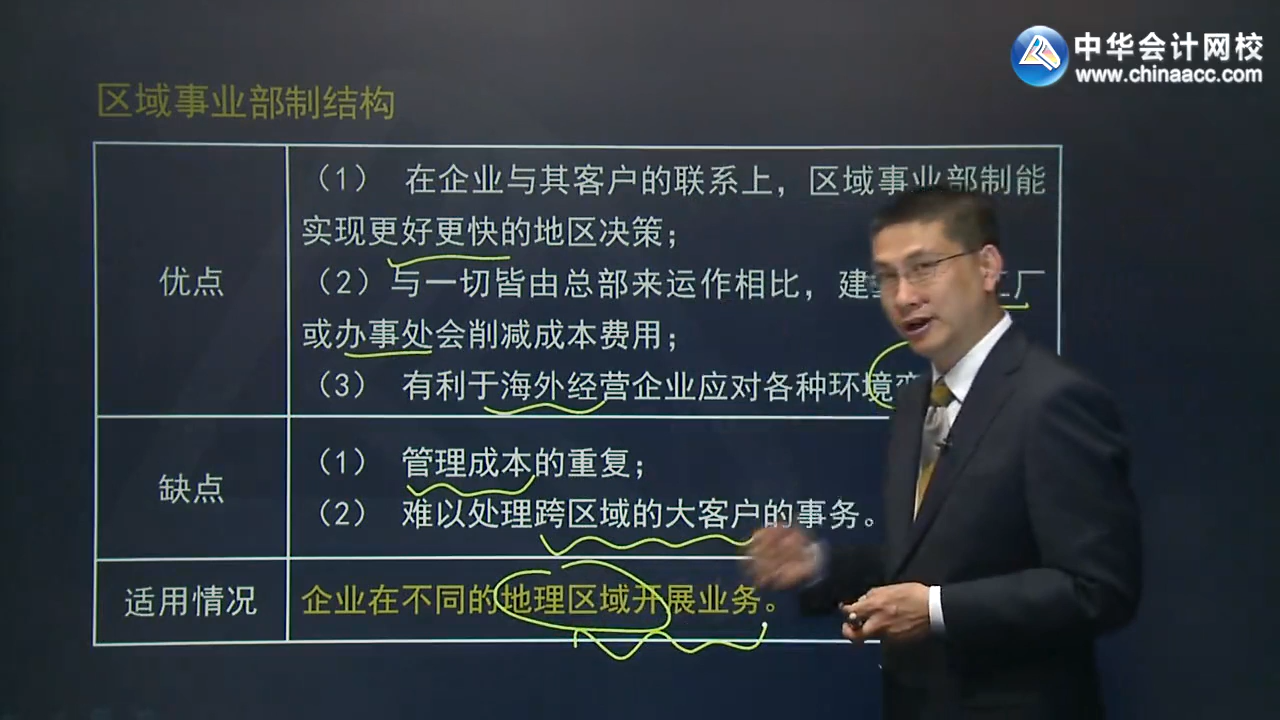 中华会计网校
www.chinaacc.com
区域事业部制结构
优点
（1） 在企业与其客户的联系上，区域事业部制能
实现更好更快的地区决策；
（2）与一切皆由总部来运作相比，建
厂
或办事处会削减成本费用；
（3） 有利于海外经营企业应对各种环境变
缺点
（1） 管理成本的重复；
（2） 难以处理跨区域的大客户的事务。
适用情况
企业在不同的地理区域开展业务。